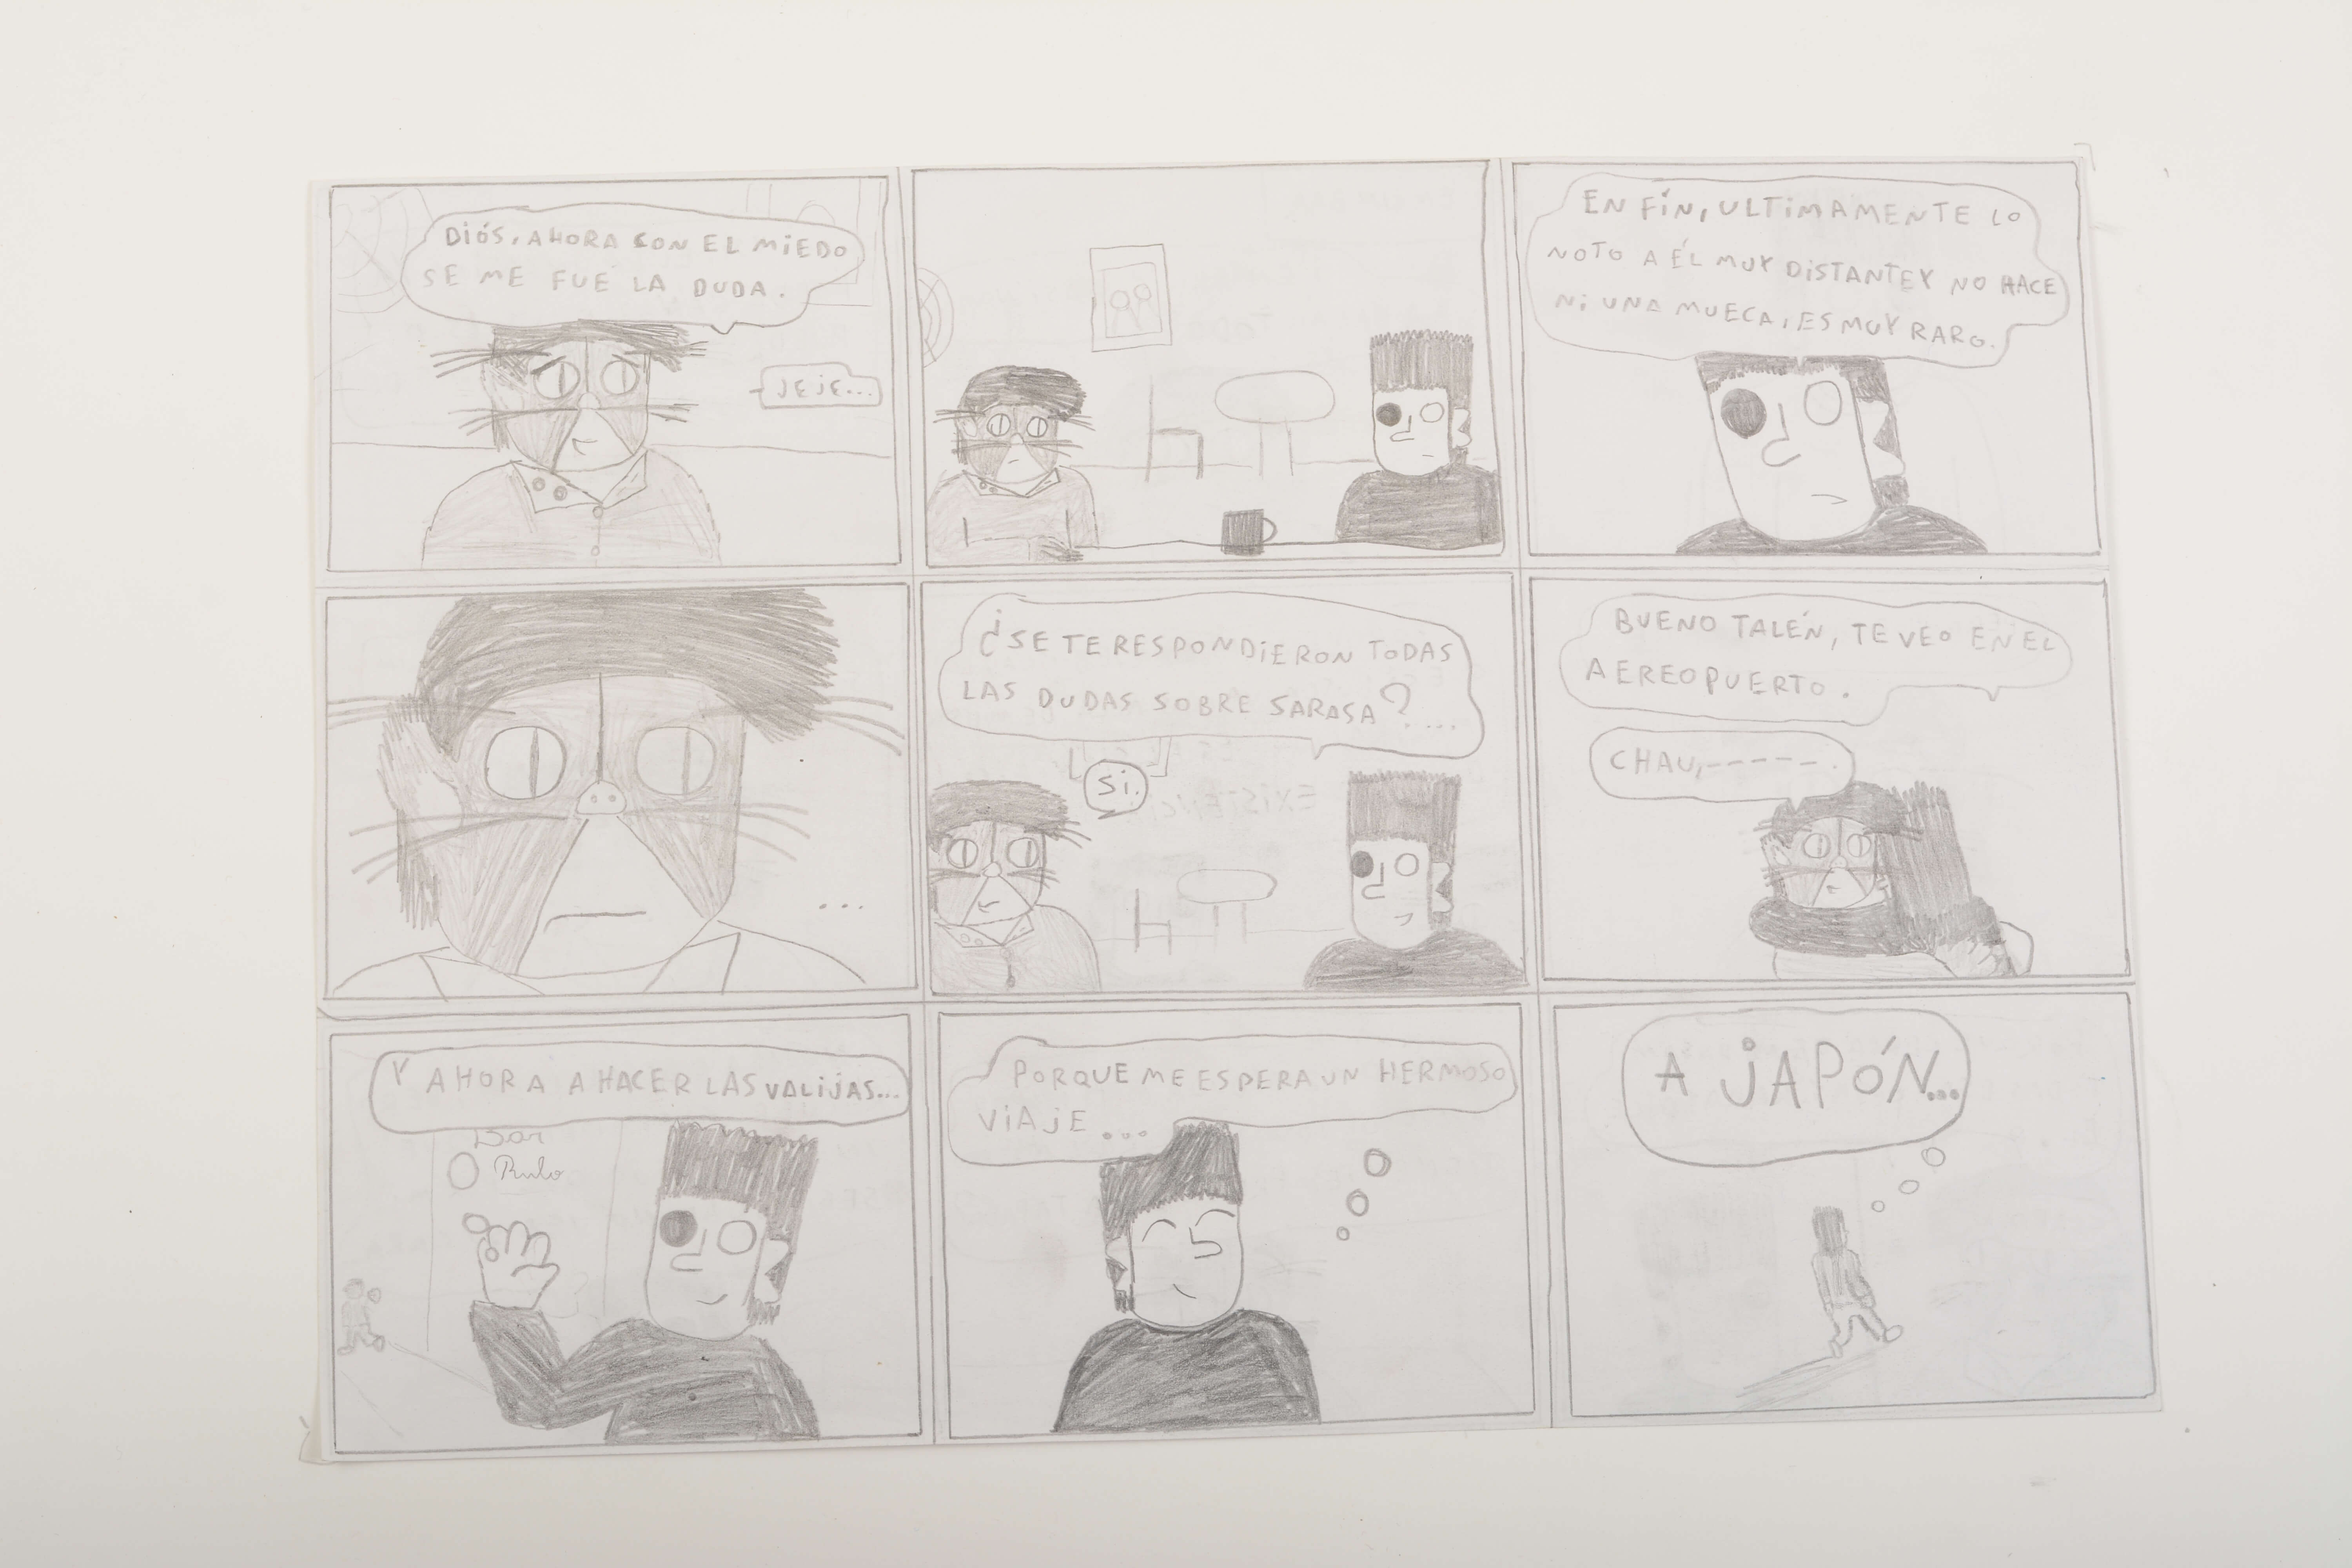 DIÓS, AHORA CON EL MIEDO
SE ME FUE LA DUDA.
JEJE...
EN FÍN, ULTIMAMENTE LO
NOTO A ÉL MUY DISTANTE Y NO HACE
NI UNA MUECA, ES MUY RARO.
...
¿SE TE RESPONDIERON TODAS
LAS DUDAS SOBRE SARASA?...
SI.
BUENO TALÉN, TE VEO EN EL
AEREOPUERTO.
CHAU,------.
Y AHORA A HACER LAS VALIJAS...
Bar
Rulo
PORQUE ME ESPERA UN HERMOSO
VIAJE...
A JAPÓN...